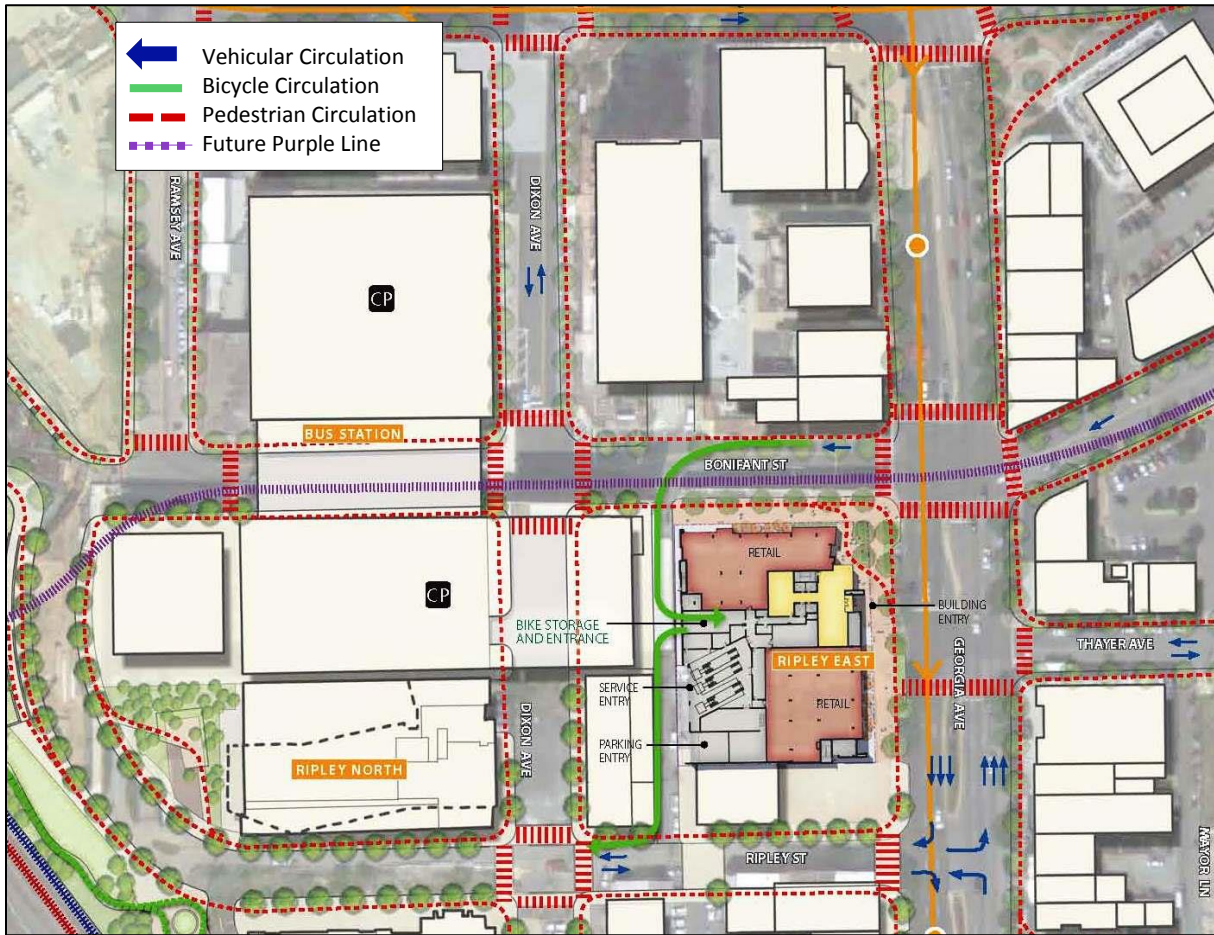 Vehicular Circulation
Bicycle Circulation
Pedestrian Circulation
Future Purple Line
RAMSEY AVE
DIXON AVE
CP
BUS STATION
BONIFANT ST
RETAIL
CP
BIKE STORAGE
AND ENTRANCE
BUILDING
ENTRY
THAYER AVE
RIPLEY EAST
GEORGIA AVE
SERVICE
ENTRY
RETAIL
DIXON AVE
PARKING
ENTRY
RIPLEY NORTH
RIPLEY ST
MAYOR LN